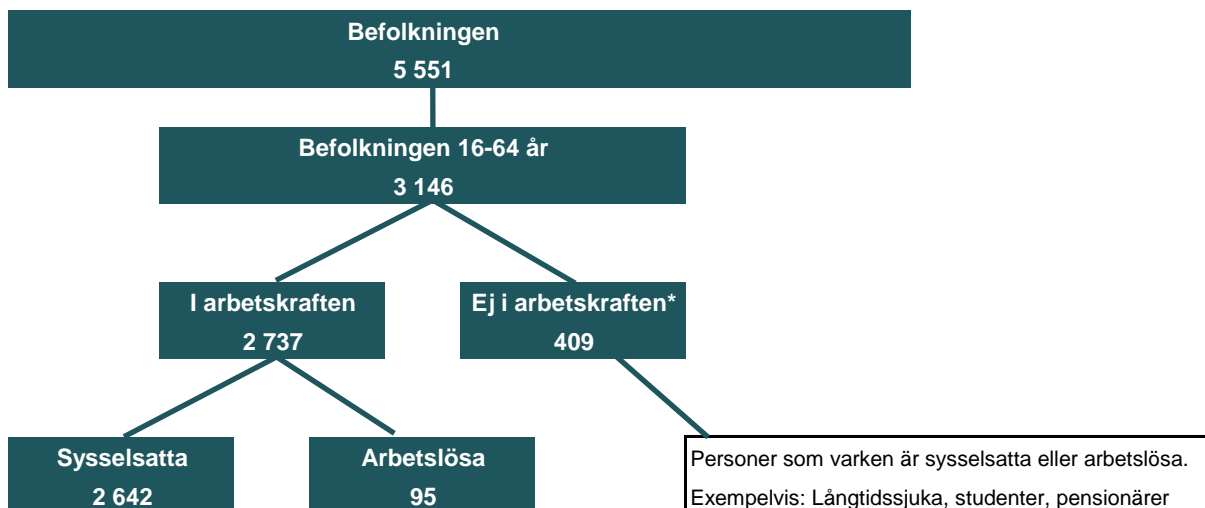 Befolkningen
5 551
Befolkningen 16-64 år
3 146
I arbetskraften
2 737
Ej i arbetskraften*
409
Sysselsatta
2 642
Arbetslösa
95
Personer som varken är sysselsatta eller arbetslösa.
Exempelvis: Långtidssjuka, studenter, pensionärer